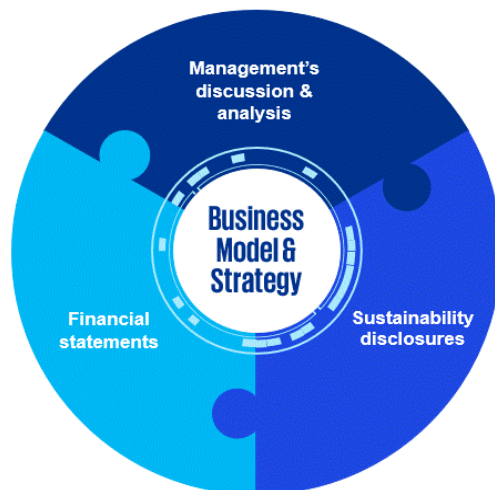 Management’s
discussion &
analysis
Business
Model &
Strategy
Financial
statements
Sustainability
disclosures